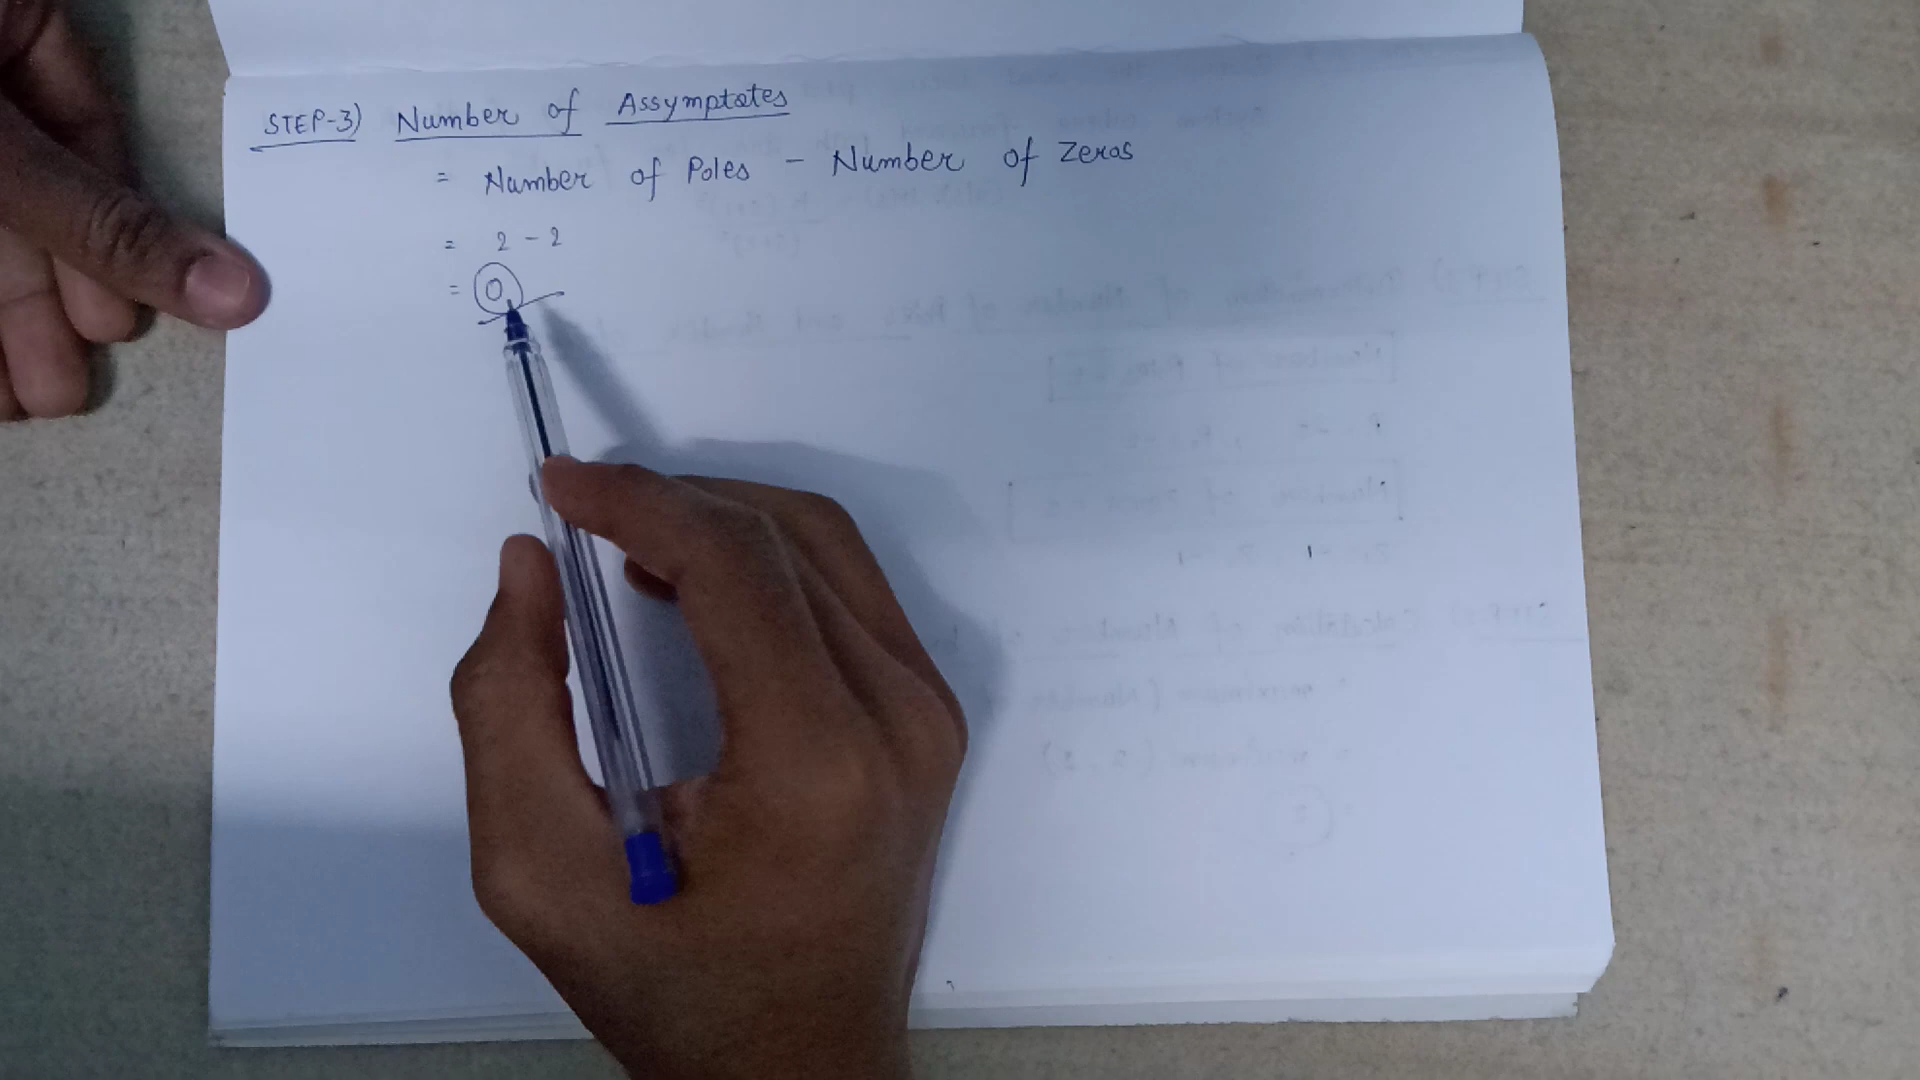 STEP-3) Number of Assymptotes
= Number of Poles - Number of Zeros
= 2 - 2
= 0